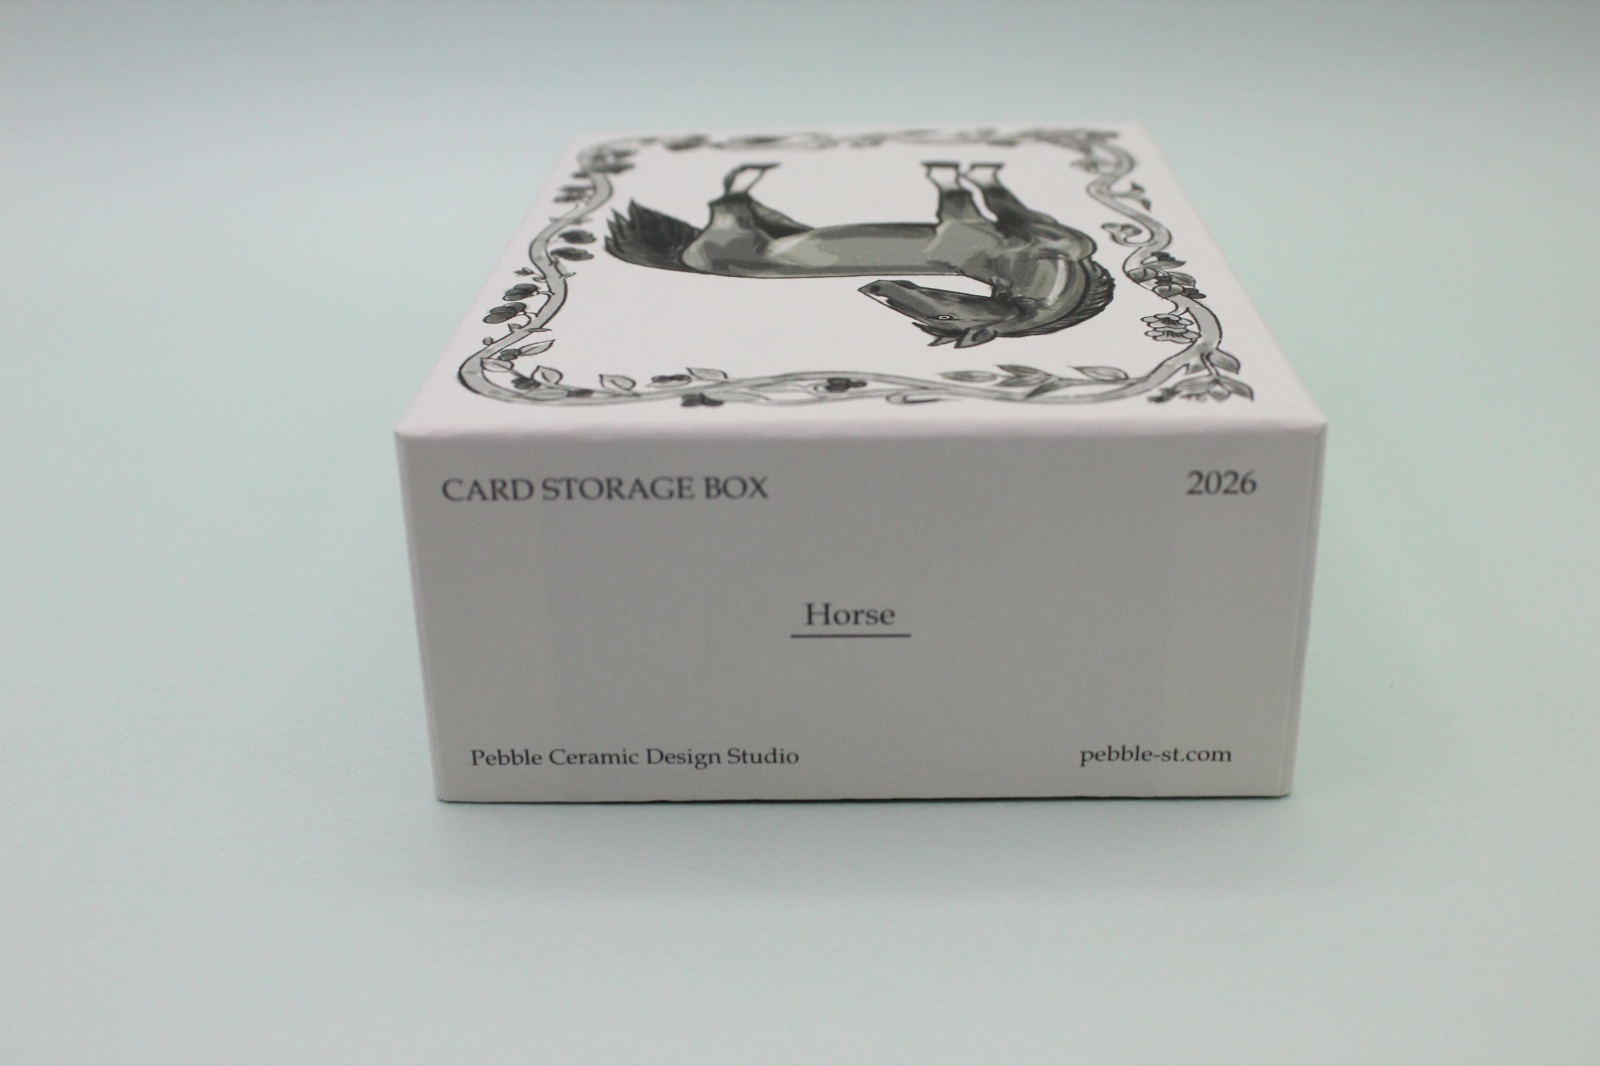 CARD STORAGE BOX 2026
Horse
Pebble Ceramic Design Studio pebble-st.com